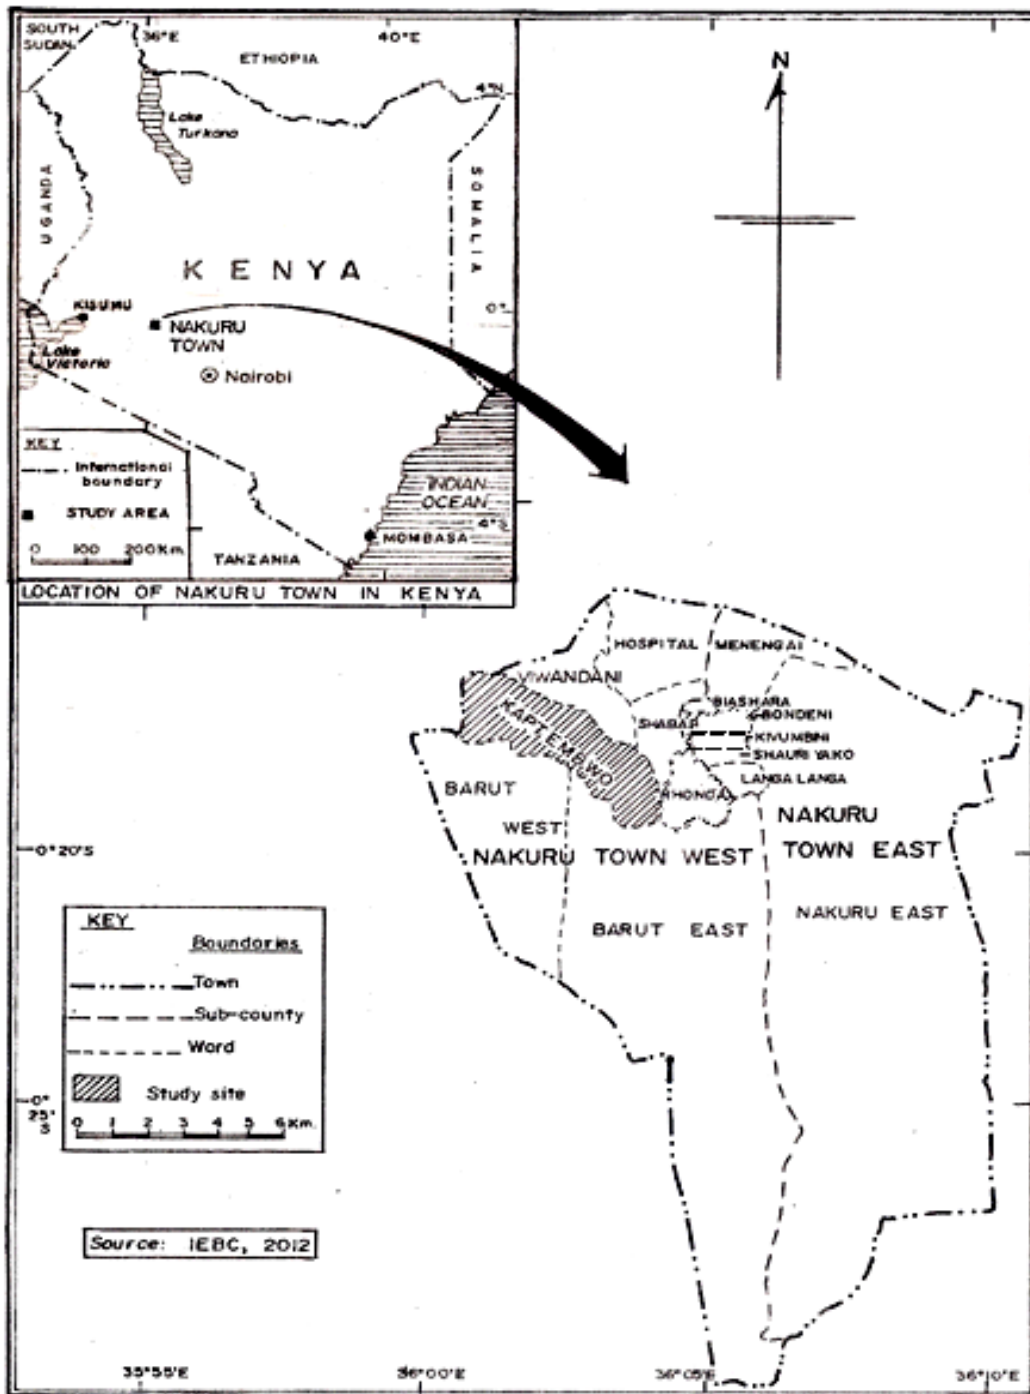 SOUTH
SUDAN
36°E
40°E
ETHIOPIA
4°N
Lake
Turkana
UGANDA
SOMALIA
KENYA
KISUMU
0°
NAKURU
TOWN
Lake
Victoria
Nairobi
KEY
International
boundary
STUDY AREA
0 100 200Km.
INDIAN
OCEAN
4°S
MOMBASA
TANZANIA
LOCATION OF NAKURU TOWN IN KENYA
N
HOSPITAL
MENENGAI
VIWANDANI
BIASHARA
BONDENI
SHABAB
KIVUMBINI
SHAURI YAKO
KAPTEMBWO
LANGA LANGA
RHONDA
BARUT
WEST
NAKURU
TOWN EAST
NAKURU TOWN WEST
0°20'S
BARUT EAST
NAKURU EAST
KEY
Boundaries
Town
Sub-county
Word
Study site
0 1 2 3 4 5 6Km.
0°
25'
S
Source: IEBC, 2012
35°55'E
36°00'E
36°05'E
36°10'E